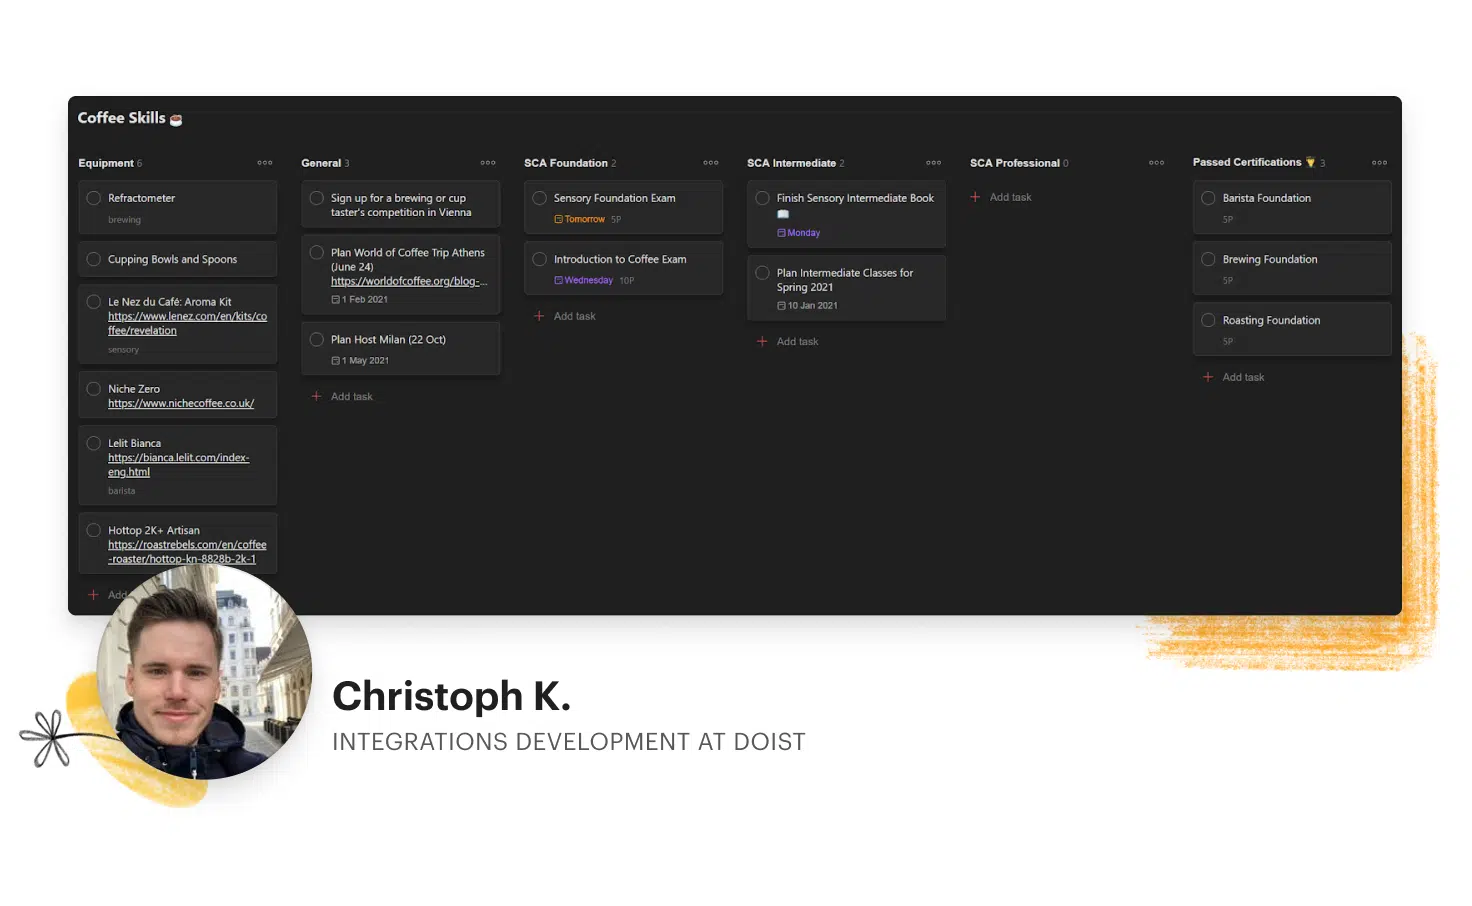 Coffee Skills
Equipment 6
Refractometer
brewing
Cupping Bowls and Spoons
Le Nez du Café: Aroma Kit
https://www.lenez.com/en/kits/co
ffee/revelation
sensory
Niche Zero
https://www.nichecoffee.co.uk/
Lelit Bianca
https://bianca.lelit.com/index-
eng.html
barista
Hottop 2K+ Artisan
https://roastrebels.com/en/coffee
-roaster/hottop-kn-8828b-2k-1
Add
General 3
Sign up for a brewing or cup
taster's competition in Vienna
Plan World of Coffee Trip Athens
(June 24)
https://worldofcoffee.org/blog-...
1 Feb 2021
Plan Host Milan (22 Oct)
1 May 2021
Add task
SCA Foundation 2
Sensory Foundation Exam
Tomorrow 5P
Introduction to Coffee Exam
Wednesday 10P
Add task
SCA Intermediate 2
Finish Sensory Intermediate Book
Monday
Plan Intermediate Classes for
Spring 2021
10 Jan 2021
Add task
SCA Professional 0
Add task
Passed Certifications 3
Barista Foundation
5P
Brewing Foundation
5P
Roasting Foundation
5P
Add task
Christoph K.
INTEGRATIONS DEVELOPMENT AT DOIST